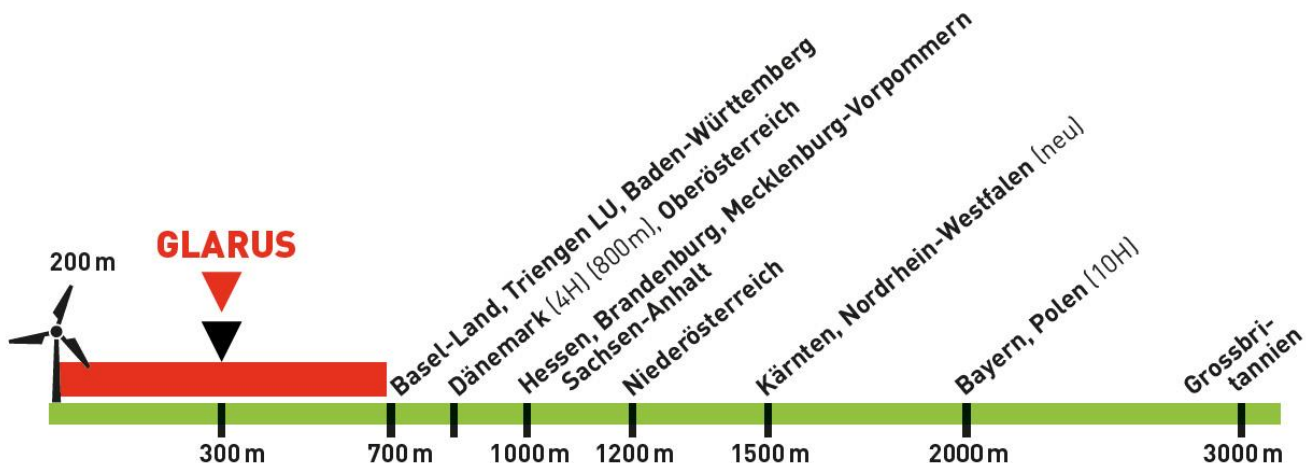 200 m
GLARUS
Basel-Land, Triengen LU, Baden-Württemberg
Dänemark (4H) (800m), Oberösterreich
Hessen, Brandenburg, Mecklenburg-Vorpommern
Sachsen-Anhalt
Niederösterreich
Kärnten, Nordrhein-Westfalen (neu)
Bayern, Polen (10H)
Grossbri-
tannien
300 m
700 m
1000 m
1200 m
1500 m
2000 m
3000 m